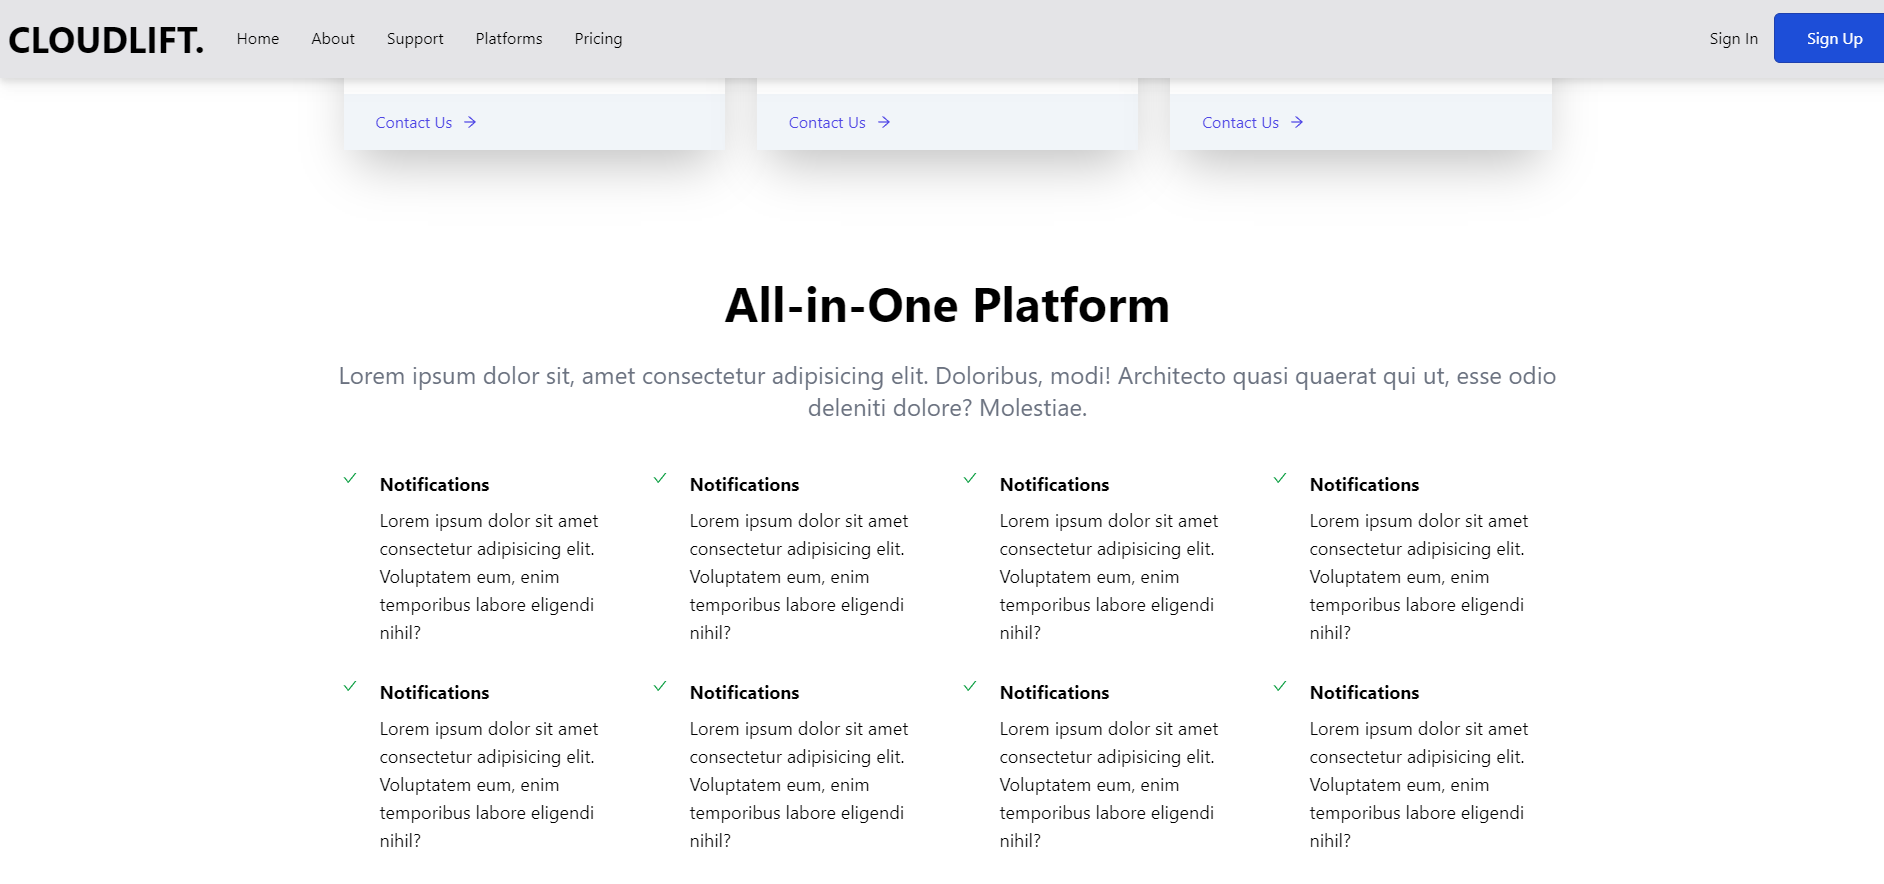 CLOUDLIFT. Home About Support Platforms Pricing Sign In Sign Up
Contact Us Contact Us Contact Us
All-in-One Platform
Lorem ipsum dolor sit, amet consectetur adipisicing elit. Doloribus, modi! Architecto quasi quaerat qui ut, esse odio
deleniti dolore? Molestiae.
Notifications
Lorem ipsum dolor sit amet
consectetur adipisicing elit.
Voluptatem eum, enim
temporibus labore eligendi
nihil?
Notifications
Lorem ipsum dolor sit amet
consectetur adipisicing elit.
Voluptatem eum, enim
temporibus labore eligendi
nihil?
Notifications
Lorem ipsum dolor sit amet
consectetur adipisicing elit.
Voluptatem eum, enim
temporibus labore eligendi
nihil?
Notifications
Lorem ipsum dolor sit amet
consectetur adipisicing elit.
Voluptatem eum, enim
temporibus labore eligendi
nihil?
Notifications
Lorem ipsum dolor sit amet
consectetur adipisicing elit.
Voluptatem eum, enim
temporibus labore eligendi
nihil?
Notifications
Lorem ipsum dolor sit amet
consectetur adipisicing elit.
Voluptatem eum, enim
temporibus labore eligendi
nihil?
Notifications
Lorem ipsum dolor sit amet
consectetur adipisicing elit.
Voluptatem eum, enim
temporibus labore eligendi
nihil?
Notifications
Lorem ipsum dolor sit amet
consectetur adipisicing elit.
Voluptatem eum, enim
temporibus labore eligendi
nihil?